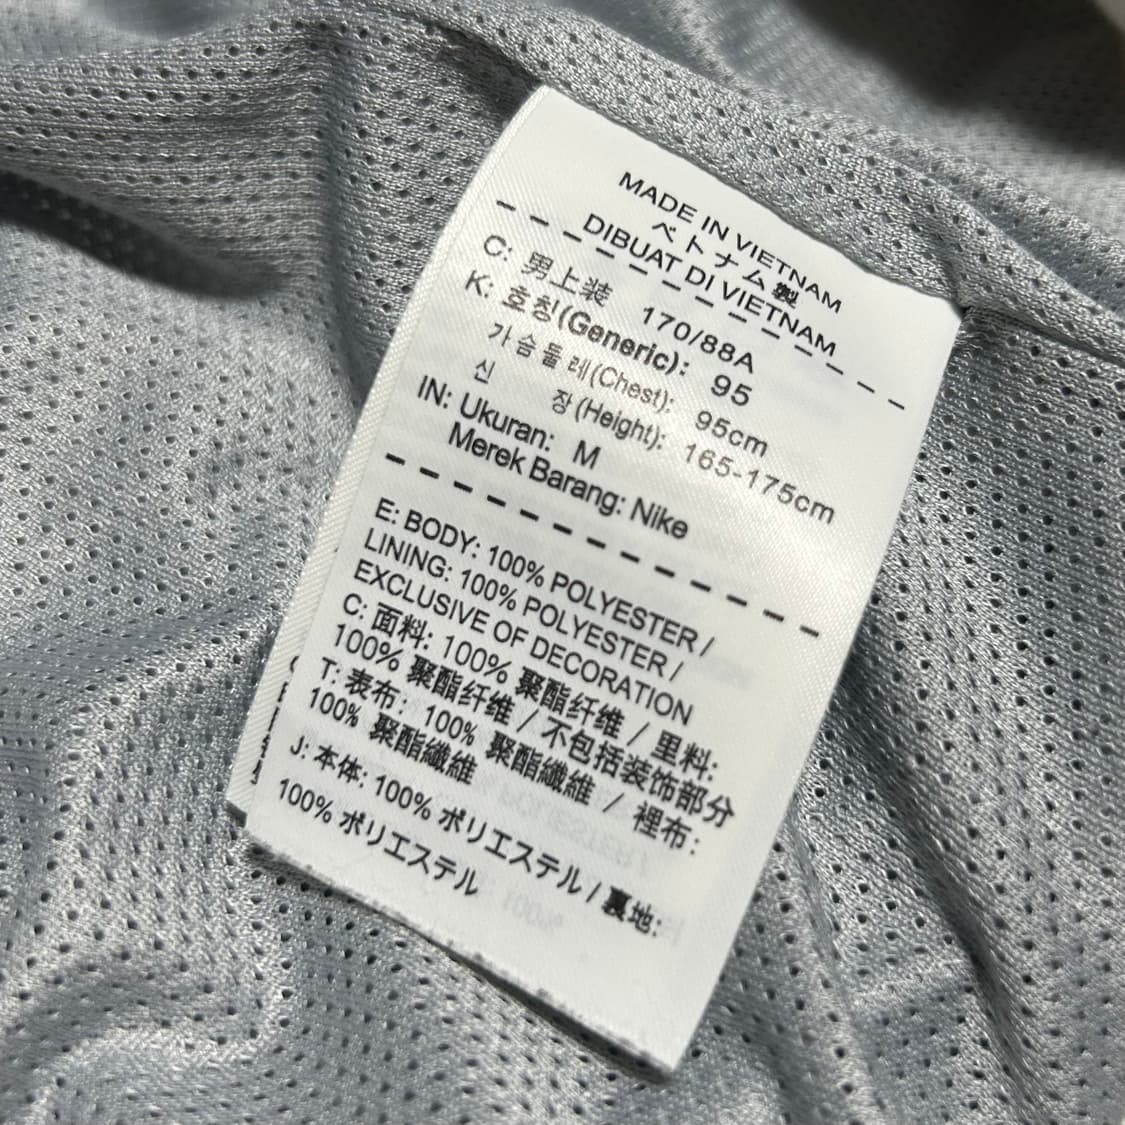 MADE IN VIETNAM
ベトナム製
DIBUAT DI VIETNAM
C: 男上装 170/88A
K: 호칭(Generic): 95
가슴둘레(Chest): 95cm
신 장(Height): 165-175cm
IN: Ukuran: M
Merek Barang: Nike
E: BODY: 100% POLYESTER /
LINING: 100% POLYESTER /
EXCLUSIVE OF DECORATION
C: 面料: 100% 聚酯纤维 / 里料:
100% 聚酯纤维 / 不包括装饰部分
T: 表布: 100% 聚酯纖維 / 裡布:
100% 聚酯纖維
J: 本体: 100% ポリエステル / 裏地:
100% ポリエステル